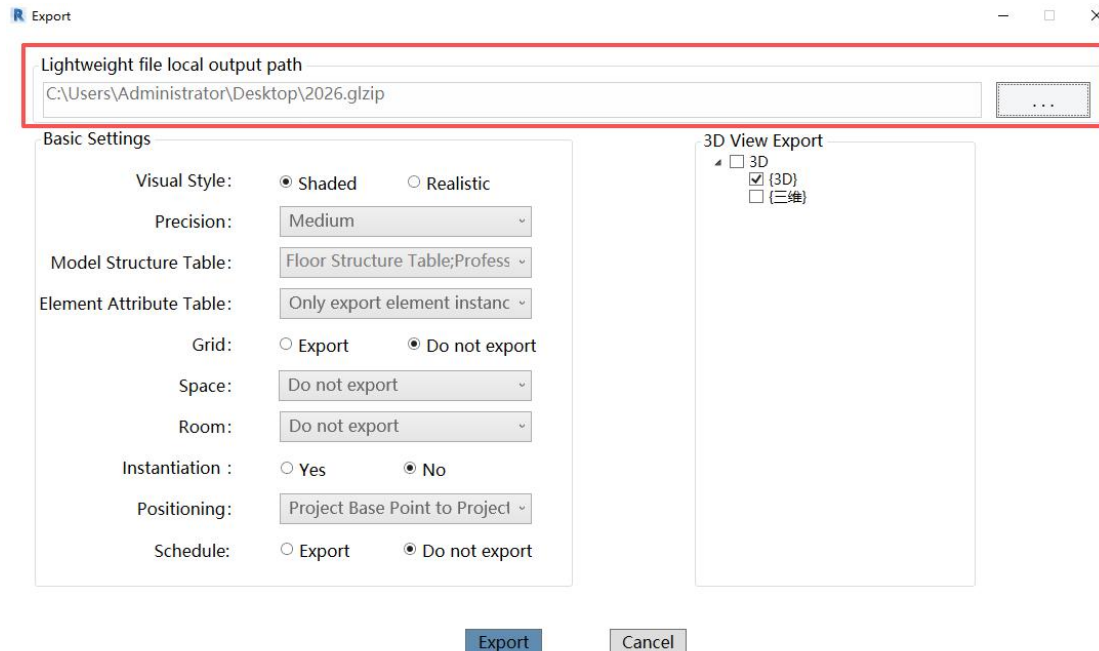 Export
Lightweight file local output path
C:\Users\Administrator\Desktop\2026.glzip
...
Basic Settings
3D View Export
Visual Style: Shaded Realistic
3D
{3D}
{三维}
Precision: Medium
Model Structure Table: Floor Structure Table;Profess
Element Attribute Table: Only export element instanc
Grid: Export Do not export
Space: Do not export
Room: Do not export
Instantiation : Yes No
Positioning: Project Base Point to Project
Schedule: Export Do not export
Export Cancel